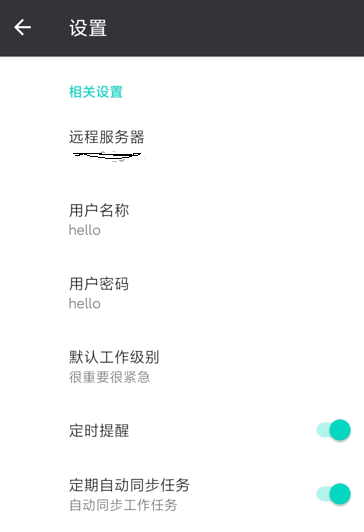 设置
相关设置
远程服务器
用户名称
hello
用户密码
hello
默认工作级别
很重要很紧急
定时提醒
定期自动同步任务
自动同步工作任务